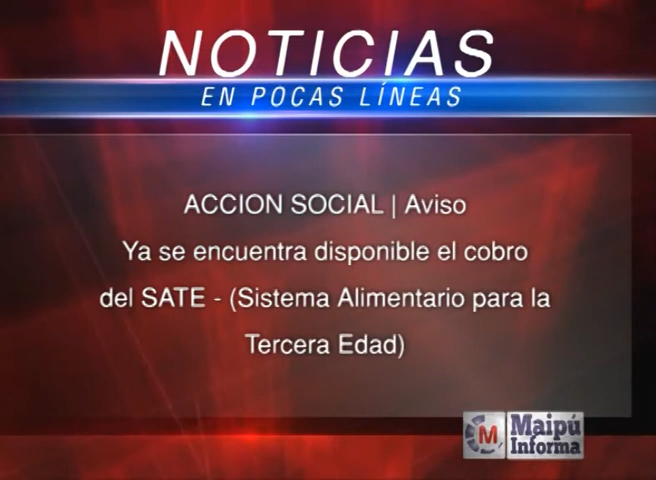 NOTICIAS
EN POCAS LÍNEAS
ACCION SOCIAL | Aviso
Ya se encuentra disponible el cobro
del SATE - (Sistema Alimentario para la
Tercera Edad)
M Maipú
Informa